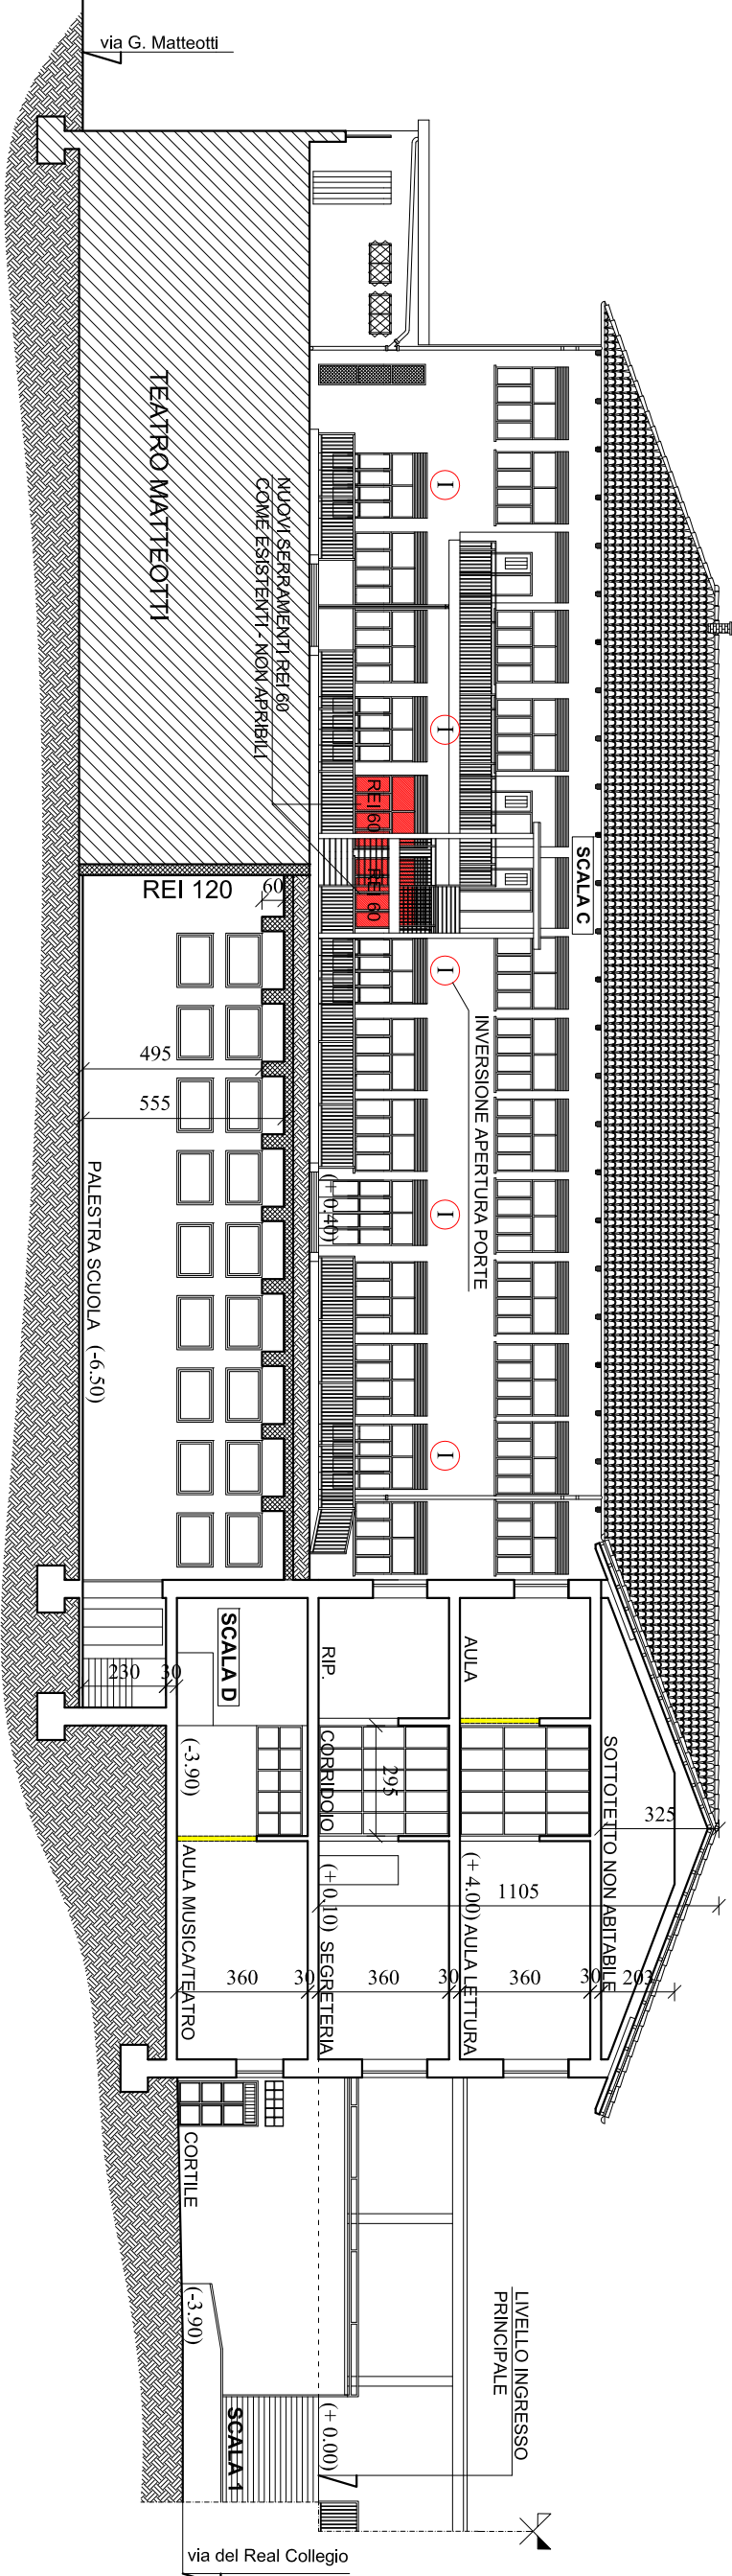 via G. Matteotti
TEATRO MATTEOTTI
NUOVI SERRAMENTI REI 60
COME ESISTENTI - NON APRIBILI
I
I
REI 60
REI 60
SCALA C
REI 120
60
I
INVERSIONE APERTURA PORTE
495
555
PALESTRA SCUOLA (-6.50)
(+ 0.40)
I
I
SCALA D
230
30
RIP.
AULA
(-3.90)
CORRIDOIO
295
SOTTOTETTO NON ABITABILE
325
1105
AULA MUSICA/TEATRO
(+ 0.10) SEGRETERIA
(+ 4.00) AULA LETTURA
360
30
360
30
360
30
203
CORTILE
(-3.90)
LIVELLO INGRESSO
PRINCIPALE
SCALA 1
(+ 0.00)
via del Real Collegio